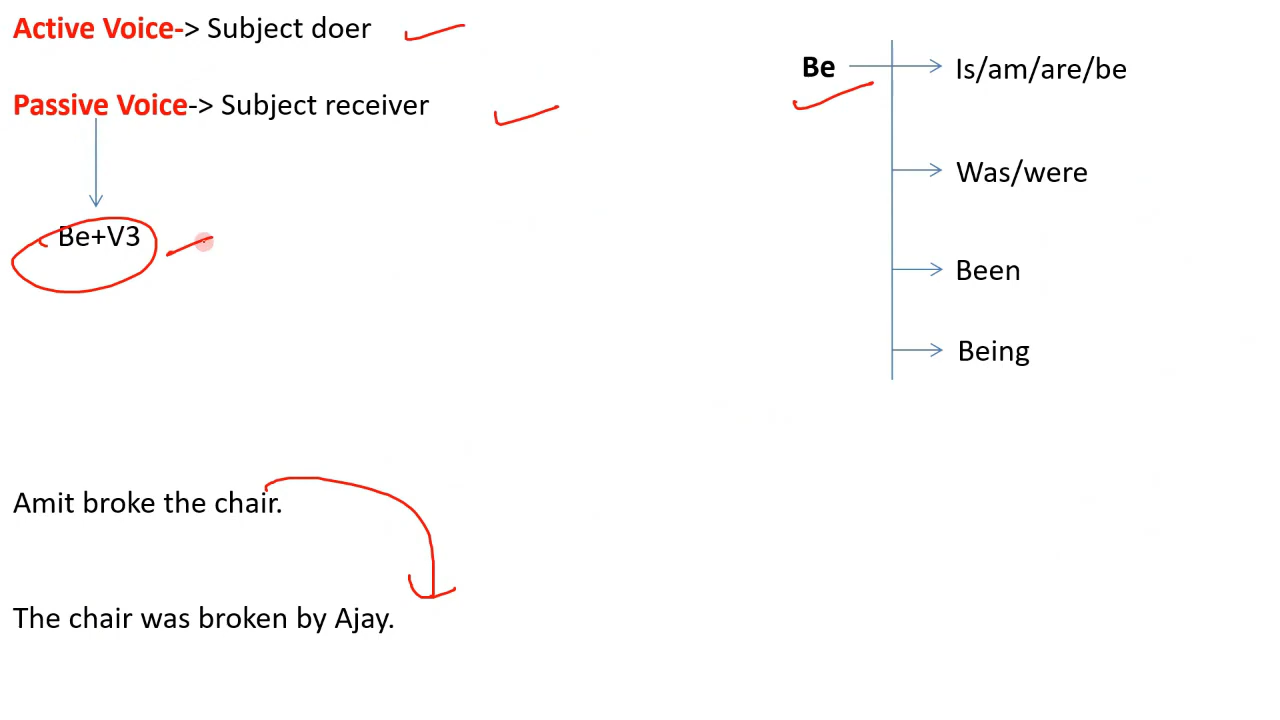 Active Voice-> Subject doer
Passive Voice-> Subject receiver
Be+V3
Be
Is/am/are/be
Was/were
Been
Being
Amit broke the chair.
The chair was broken by Ajay.